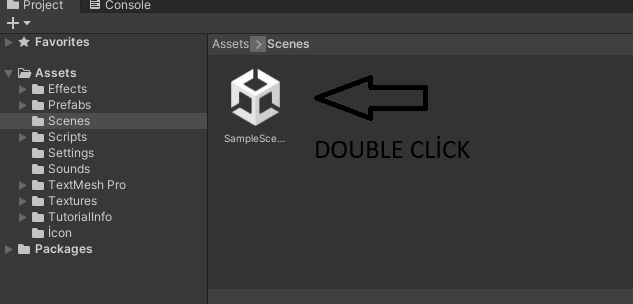 Project
Console
Favorites
Assets
Effects
Prefabs
Scenes
Scripts
Settings
Sounds
TextMesh Pro
Textures
TutorialInfo
İcon
Packages
Assets > Scenes
SampleSce...
DOUBLE CLİCK